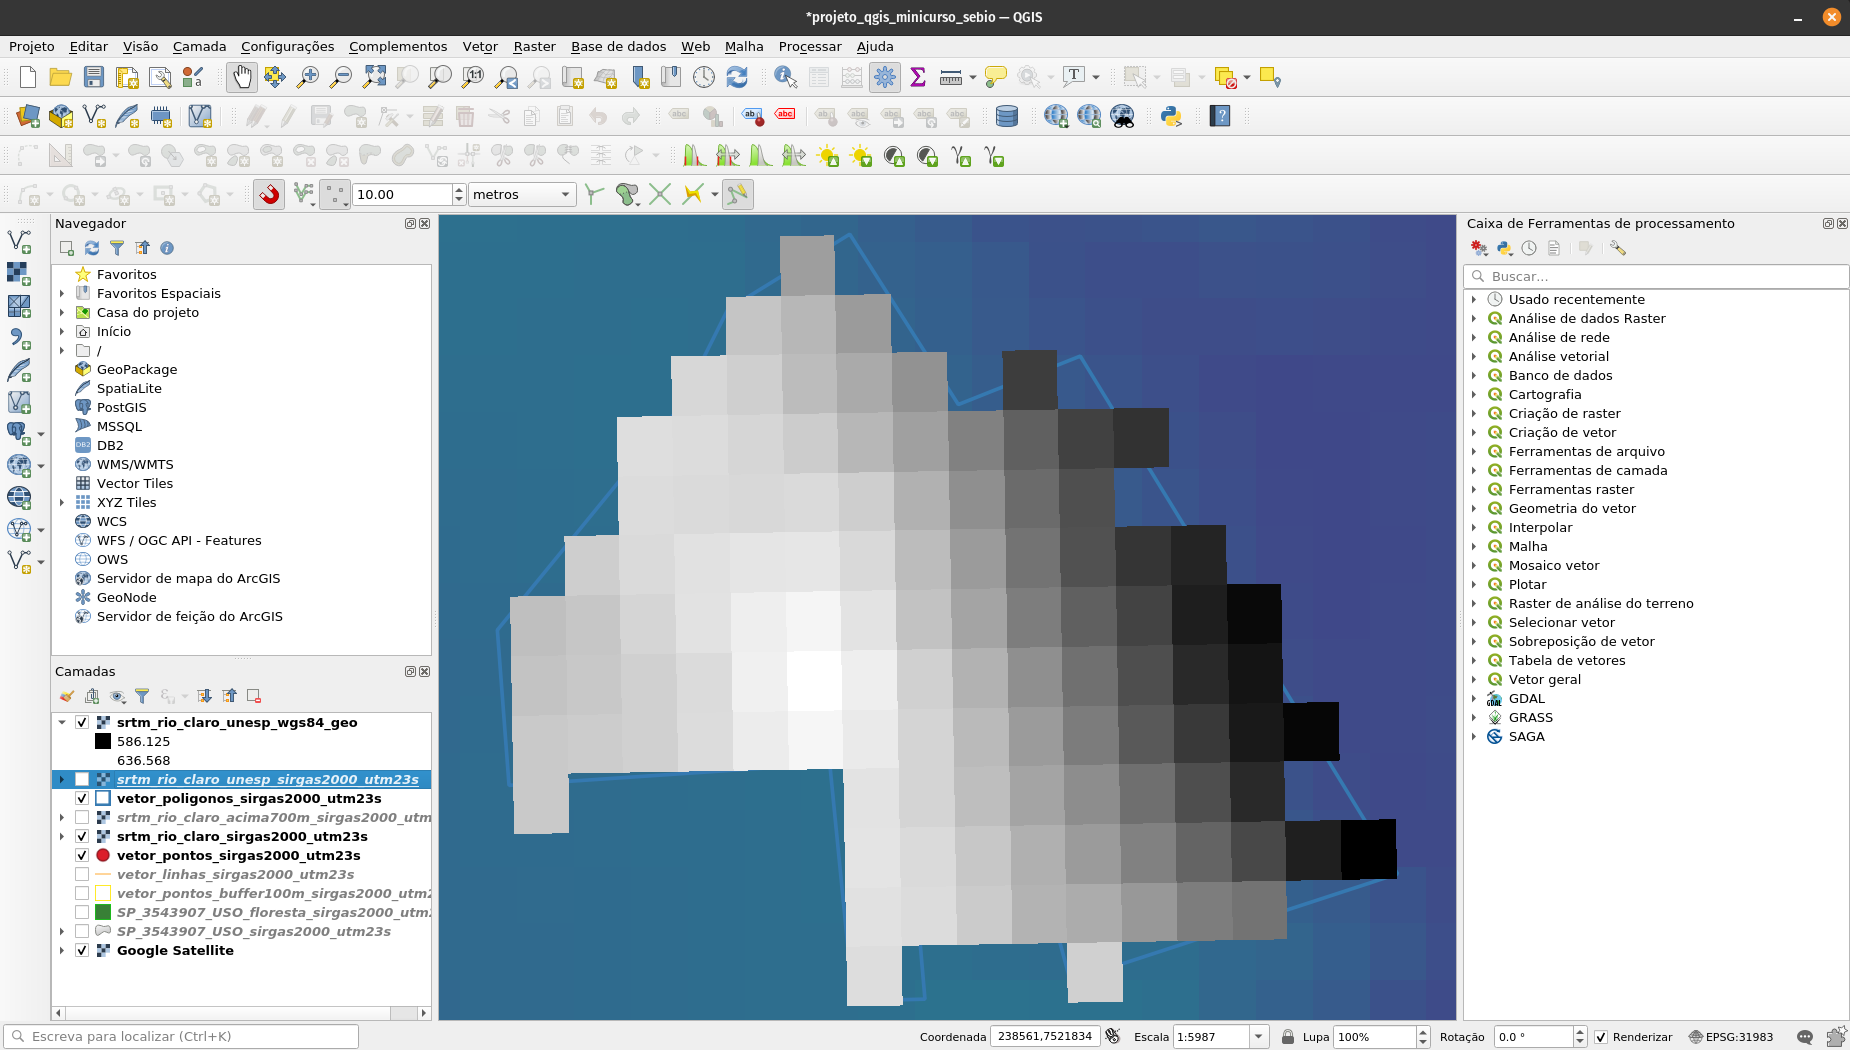 *projeto_qgis_minicurso_sebio — QGIS
Projeto Editar Visão Camada Configurações Complementos Vetor Raster Base de dados Web Malha Processar Ajuda
10.00 metros
Navegador
Favoritos
Favoritos Espaciais
Casa do projeto
Início
/
GeoPackage
SpatiaLite
PostGIS
MSSQL
DB2
WMS/WMTS
Vector Tiles
XYZ Tiles
WCS
WFS / OGC API - Features
OWS
Servidor de mapa do ArcGIS
GeoNode
Servidor de feição do ArcGIS
Camadas
srtm_rio_claro_unesp_wgs84_geo
586.125
636.568
srtm_rio_claro_unesp_sirgas2000_utm23s
vetor_poligonos_sirgas2000_utm23s
srtm_rio_claro_acima700m_sirgas2000_utm
srtm_rio_claro_sirgas2000_utm23s
vetor_pontos_sirgas2000_utm23s
vetor_linhas_sirgas2000_utm23s
vetor_pontos_buffer100m_sirgas2000_utm2
SP_3543907_USO_floresta_sirgas2000_utm
SP_3543907_USO_sirgas2000_utm23s
Google Satellite
Caixa de Ferramentas de processamento
Buscar...
Usado recentemente
Análise de dados Raster
Análise de rede
Análise vetorial
Banco de dados
Cartografia
Criação de raster
Criação de vetor
Ferramentas de arquivo
Ferramentas de camada
Ferramentas raster
Geometria do vetor
Interpolar
Malha
Mosaico vetor
Plotar
Raster de análise do terreno
Selecionar vetor
Sobreposição de vetor
Tabela de vetores
Vetor geral
GDAL
GRASS
SAGA
Escreva para localizar (Ctrl+K)
Coordenada 238561,7521834 Escala 1:5987 Lupa 100% Rotação 0.0 ° Renderizar EPSG:31983